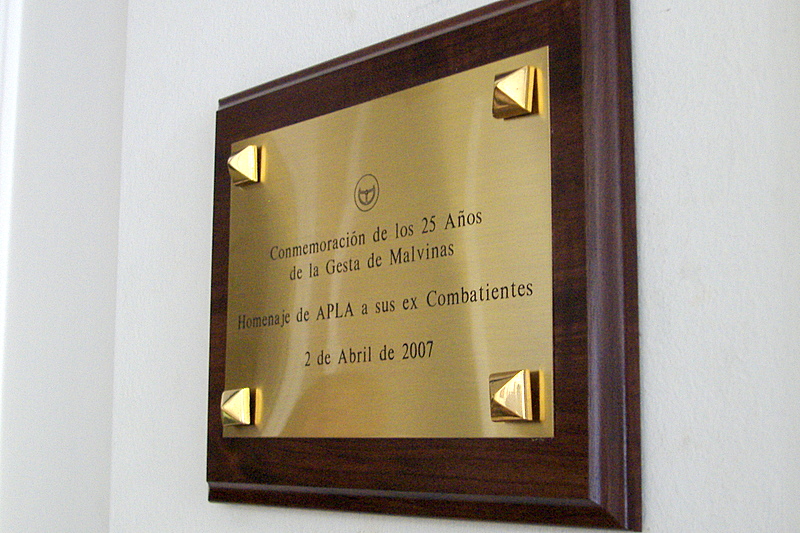 Conmemoración de los 25 Años
de la Gesta de Malvinas
Homenaje de APLA a sus ex Combatientes
2 de Abril de 2007